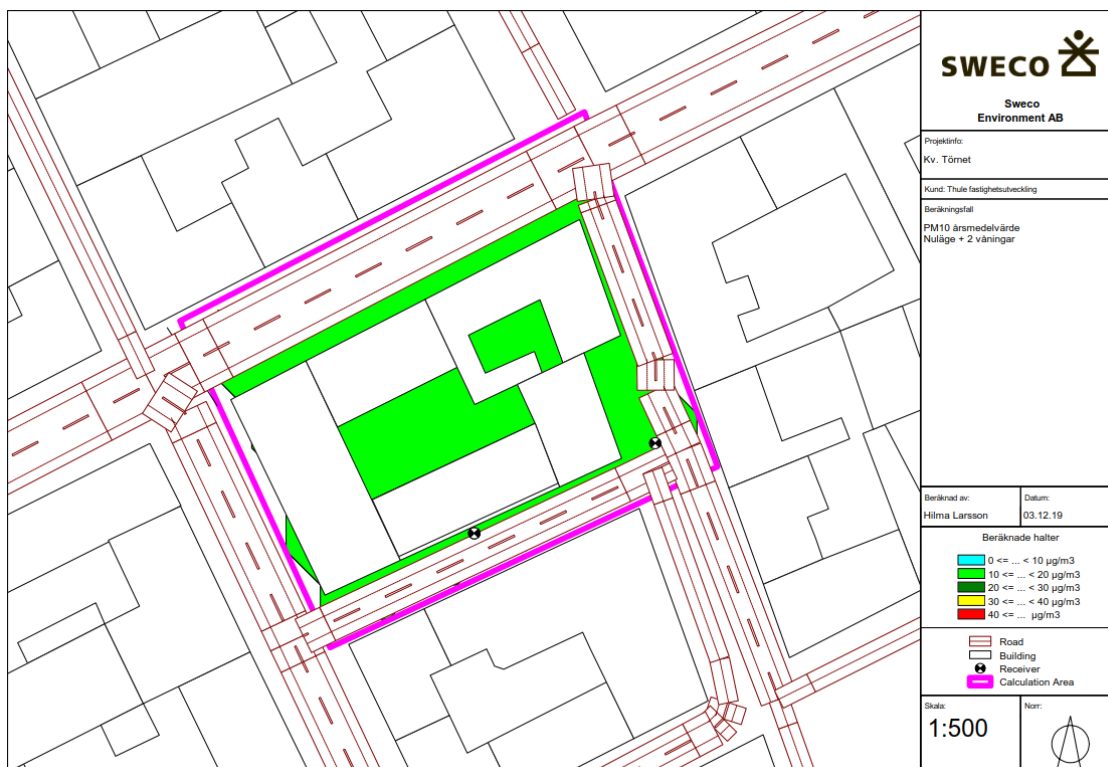 SWECO
Sweco
Environment AB
Projektinfo:
Kv. Törnet
Kund: Thule fastighetsutveckling
Beräkningsfall
PM10 årsmedelvärde
Nuläge + 2 våningar
Beräknad av:
Hilma Larsson
Datum:
03.12.19
Beräknade halter
0 <= ... < 10 µg/m3
10 <= ... < 20 µg/m3
20 <= ... < 30 µg/m3
30 <= ... < 40 µg/m3
40 <= ... µg/m3
Road
Building
Receiver
Calculation Area
Skala:
1:500
Norr: